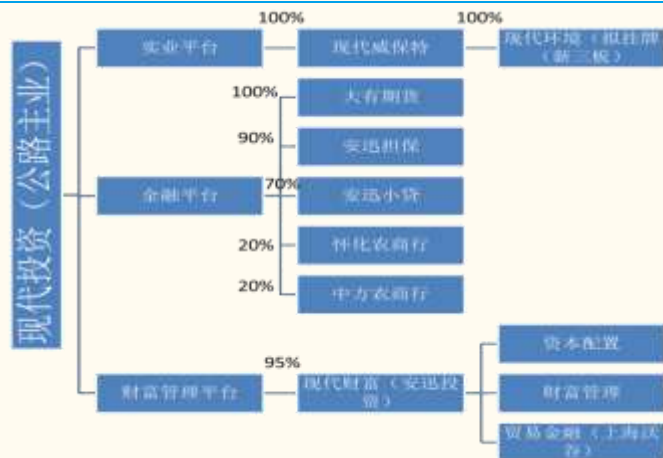 现代投资（公路主业）
100%
100%
实业平台
现代威保特
现代环境（拟挂牌
（新三板）
100%
大有期货
90%
安迅担保
金融平台
70%
安迅小贷
20%
怀化农商行
20%
中方农商行
95%
财富管理平台
现代财富（安迅投
资）
资本配置
财富管理
贸易金融（上海沃
谷）